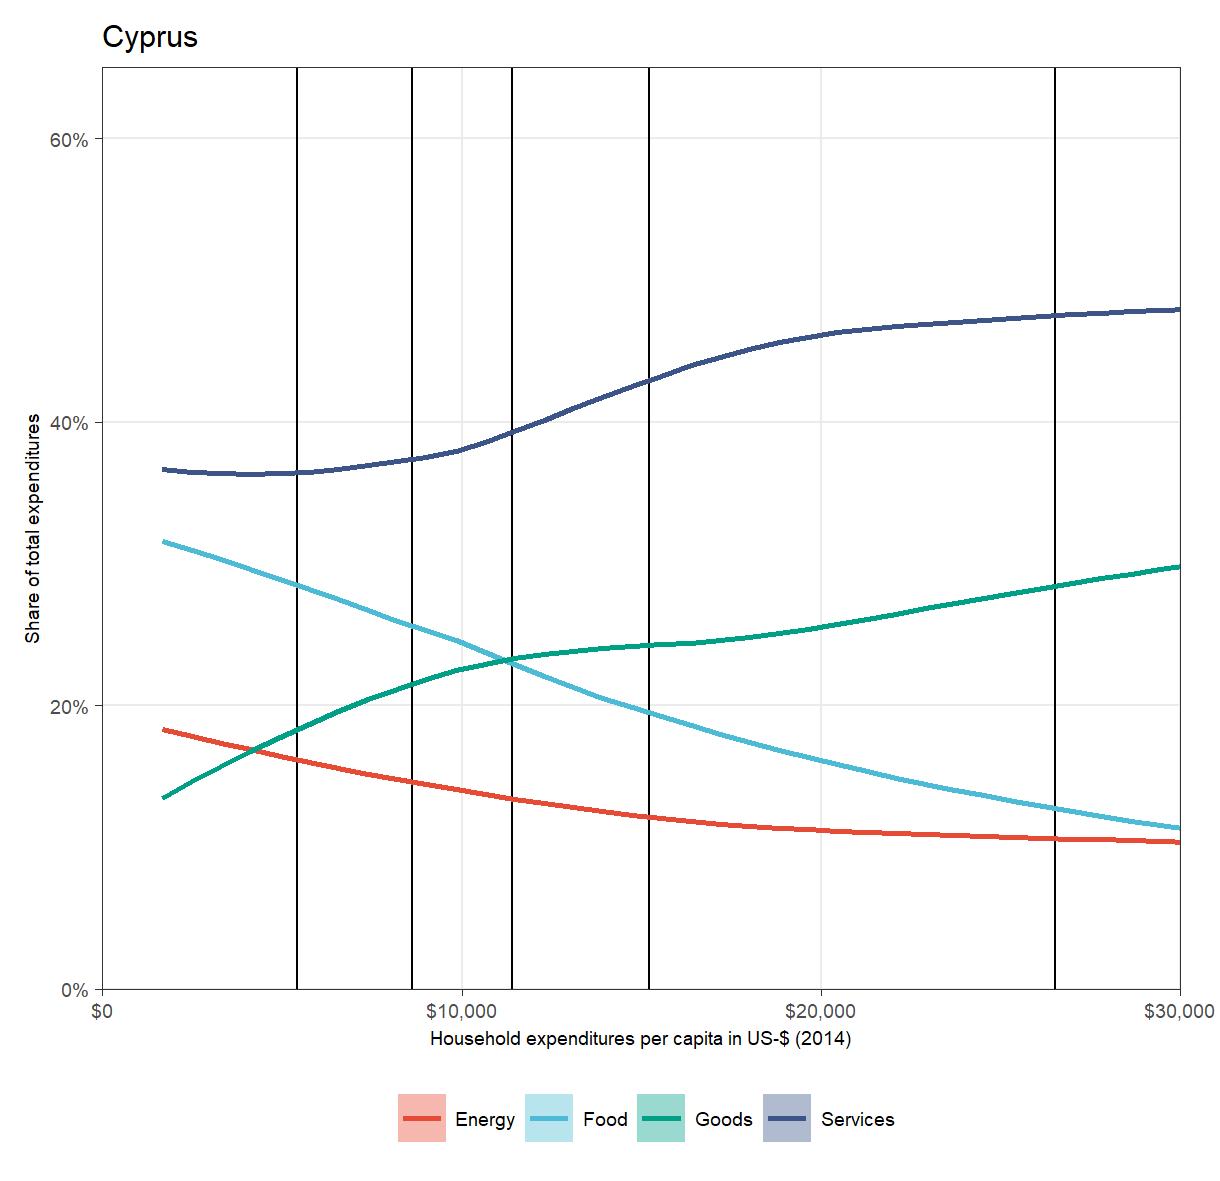 Cyprus
60%
40%
20%
0%
Share of total expenditures
$0 $10,000 $20,000 $30,000
Household expenditures per capita in US-$ (2014)
Energy Food Goods Services